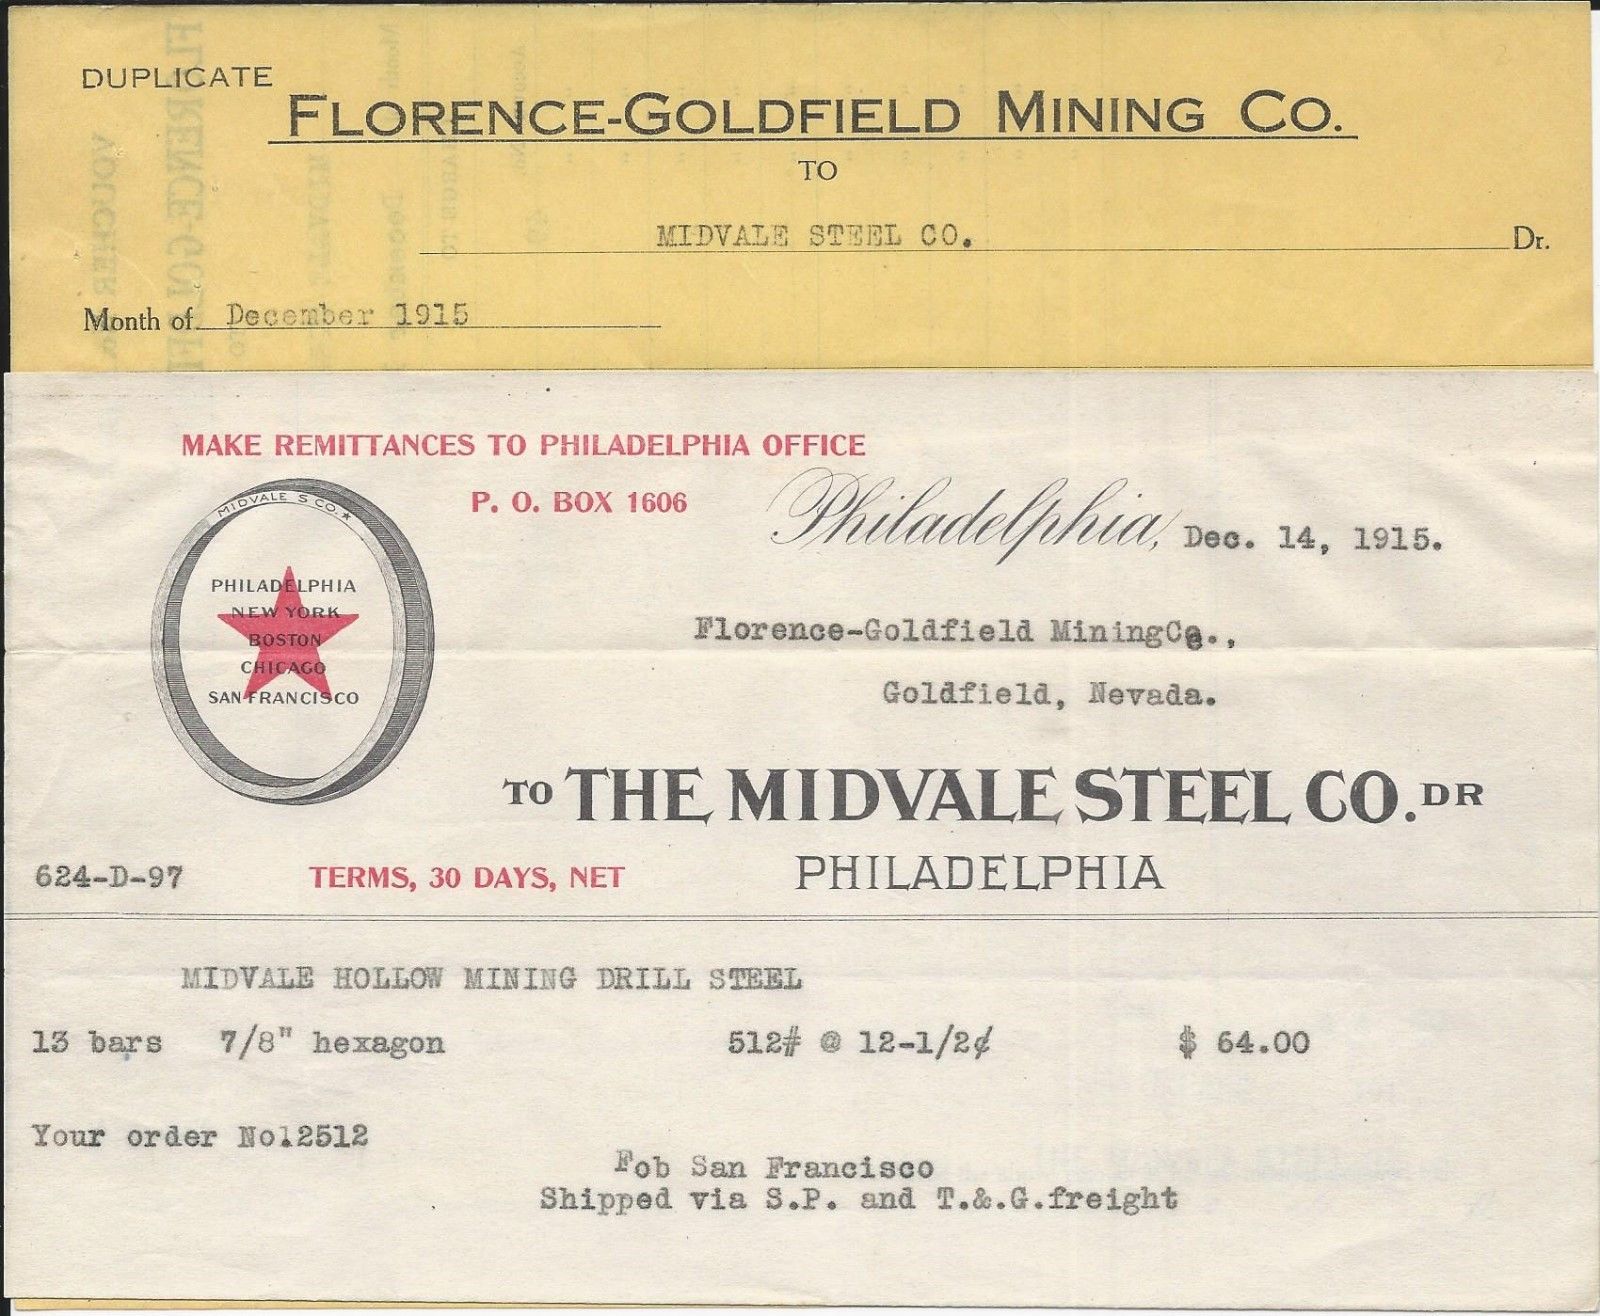 DUPLICATE
FLORENCE-GOLDFIELD MINING CO.
TO
MIDVALE STEEL CO. Dr.
Month of December 1915
MAKE REMITTANCES TO PHILADELPHIA OFFICE
P. O. BOX 1606
Philadelphia, Dec. 14, 1915.
MIDVALE S CO. ★
PHILADELPHIA
NEW YORK
BOSTON
CHICAGO
SAN FRANCISCO
Florence-Goldfield MiningCo.,
Goldfield, Nevada.
TO THE MIDVALE STEEL CO. DR
PHILADELPHIA
624-D-97 TERMS, 30 DAYS, NET
MIDVALE HOLLOW MINING DRILL STEEL
13 bars 7/8" hexagon 512# @ 12-1/2¢ $ 64.00
Your order No.2512
Fob San Francisco
Shipped via S.P. and T.&.G.freight